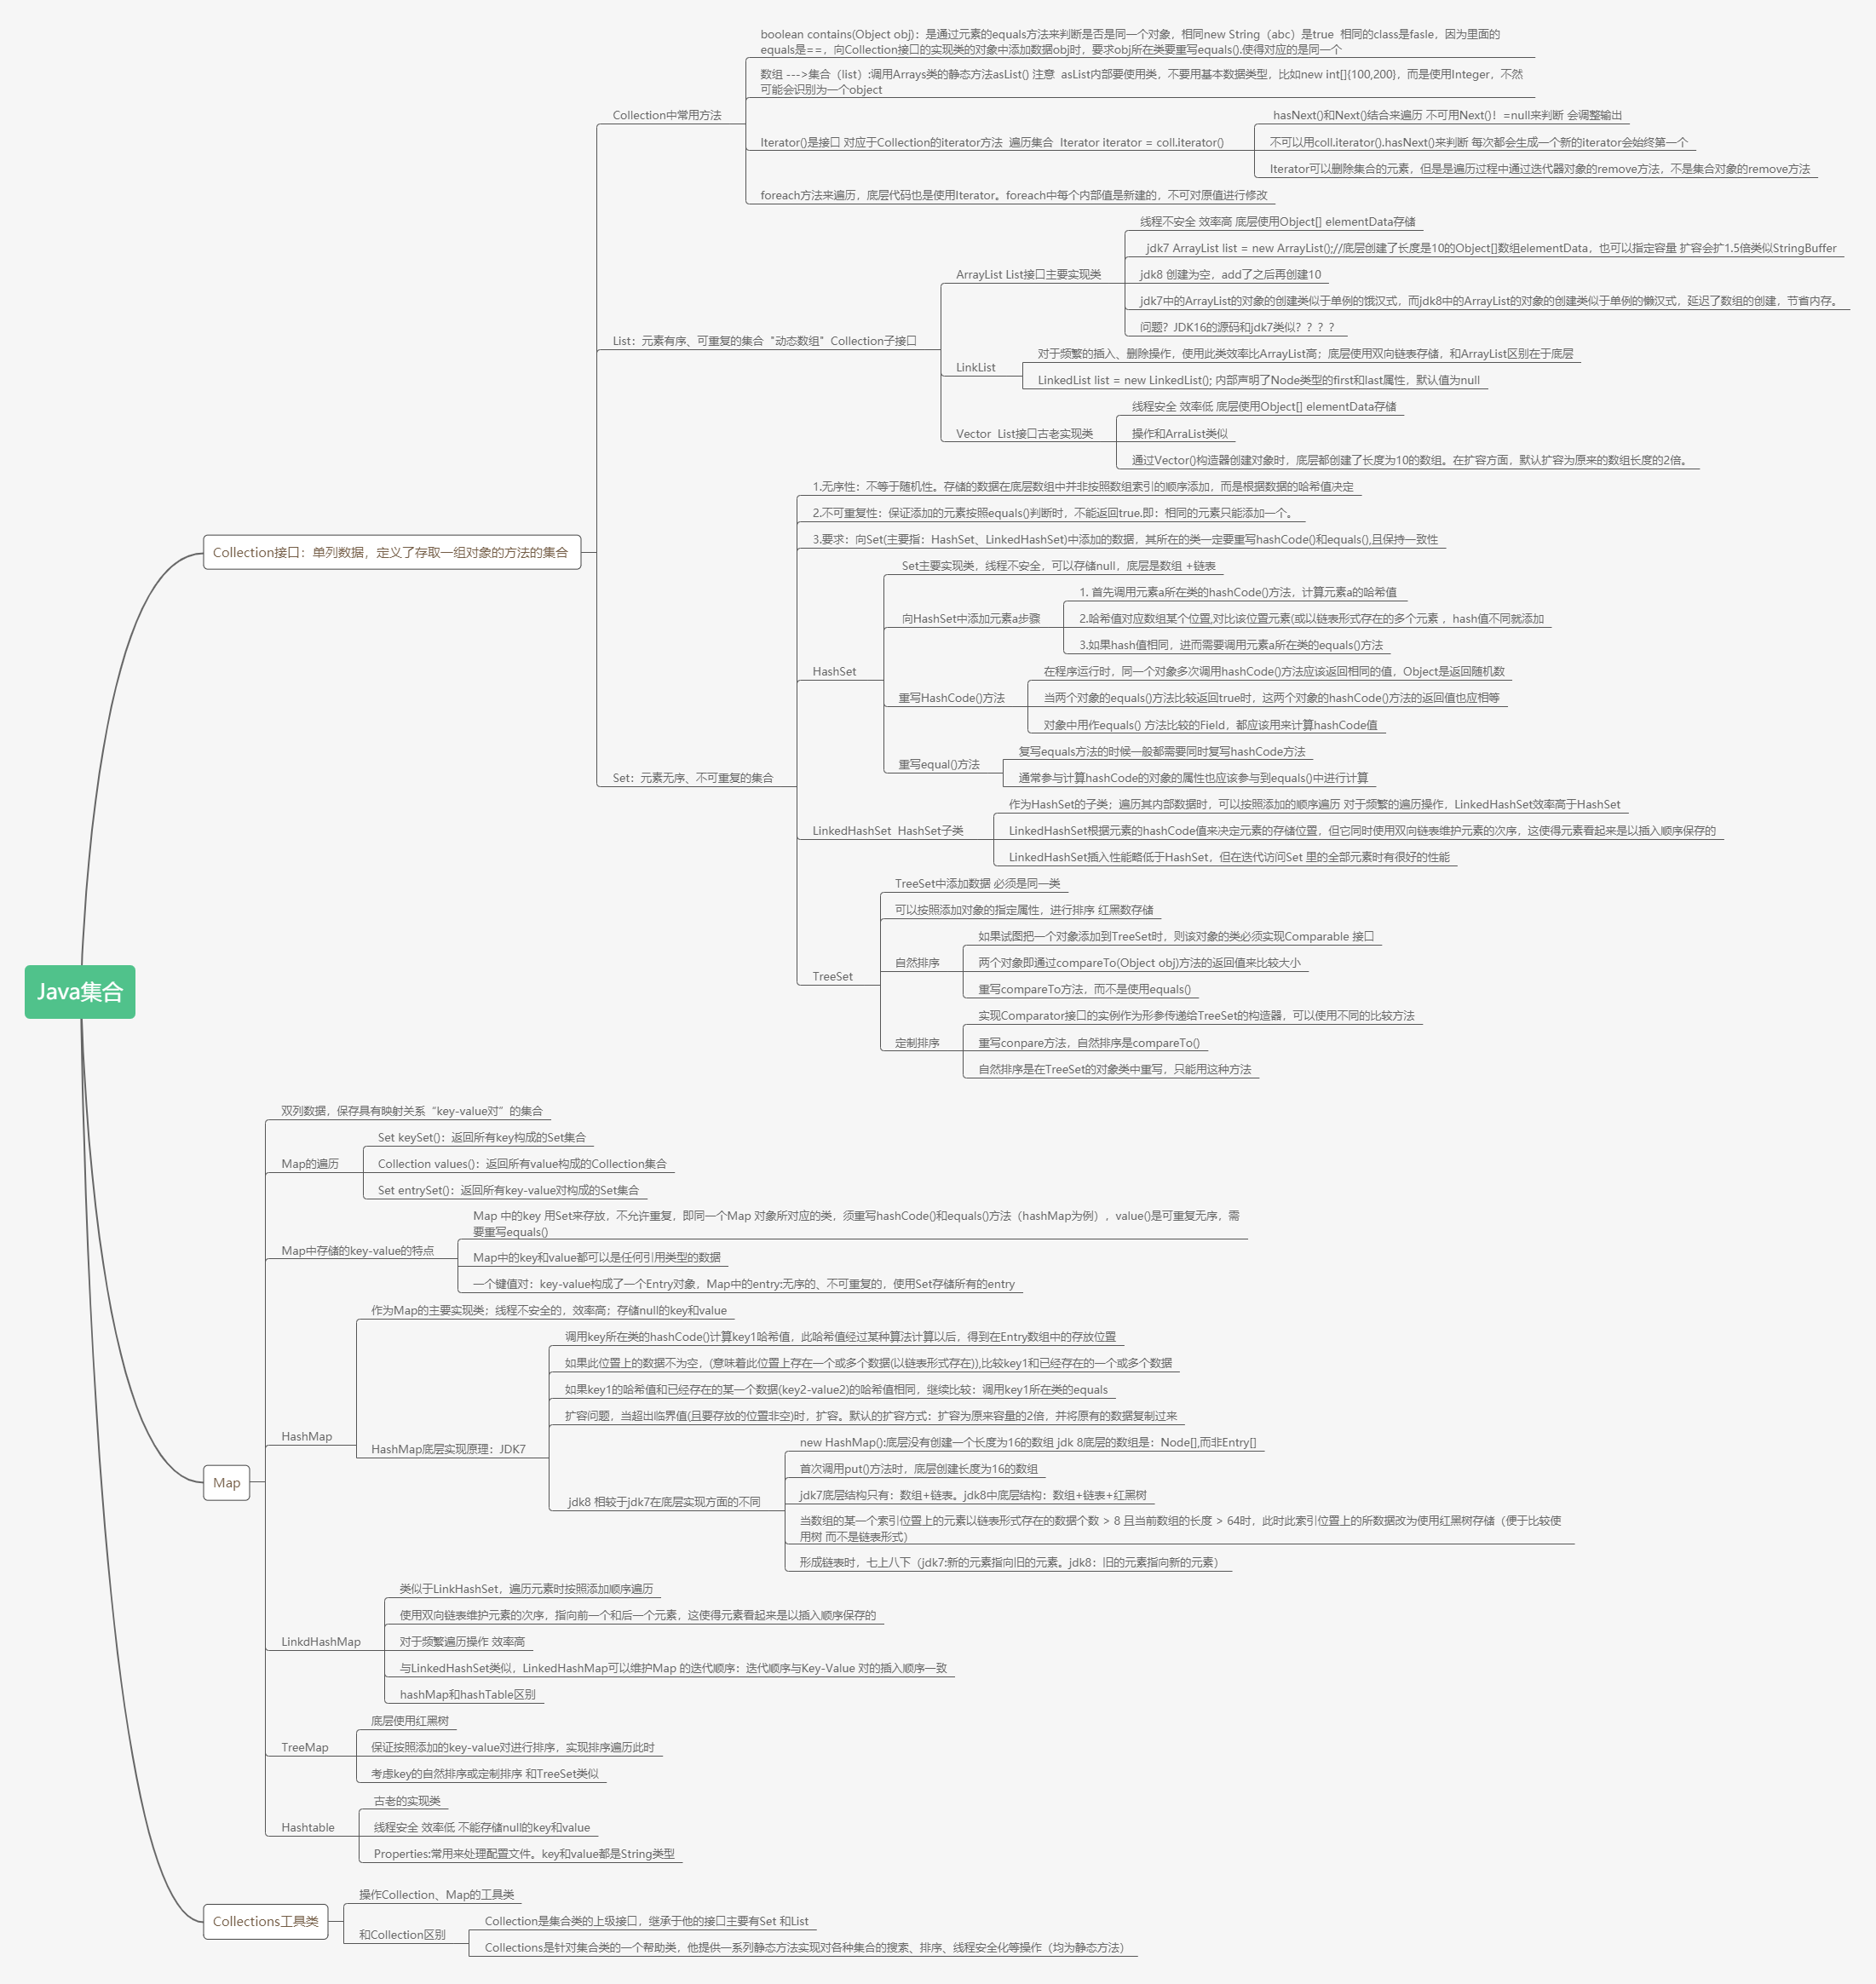 Java集合
Collection接口：单列数据，定义了存取一组对象的方法的集合
Collection中常用方法
boolean contains(Object obj)：是通过元素的equals方法来判断是否是同一个对象，相同new String（abc）是true  相同的class是fasle，因为里面的
equals是==，向Collection接口的实现类的对象中添加数据obj时，要求obj所在类要重写equals().使得对应的是同一个
数组 --->集合（list）:调用Arrays类的静态方法asList() 注意  asList内部要使用类，不要用基本数据类型，比如new int[]{100,200}，而是使用Integer，不然
可能会识别为一个object
Iterator()是接口 对应于Collection的iterator方法  遍历集合  Iterator iterator = coll.iterator()
hasNext()和Next()结合来遍历 不可用Next()！=null来判断 会调整输出
不可以用coll.iterator().hasNext()来判断 每次都会生成一个新的iterator会始终第一个
Iterator可以删除集合的元素，但是是遍历过程中通过迭代器对象的remove方法，不是集合对象的remove方法
foreach方法来遍历，底层代码也是使用Iterator。foreach中每个内部值是新建的，不可对原值进行修改
List：元素有序、可重复的集合  "动态数组"  Collection子接口
ArrayList List接口主要实现类
线程不安全 效率高 底层使用Object[] elementData存储
jdk7 ArrayList list = new ArrayList();//底层创建了长度是10的Object[]数组elementData，也可以指定容量 扩容会扩1.5倍类似StringBuffer
jdk8 创建为空，add了之后再创建10
jdk7中的ArrayList的对象的创建类似于单例的饿汉式，而jdk8中的ArrayList的对象的创建类似于单例的懒汉式，延迟了数组的创建，节省内存。
问题？JDK16的源码和jdk7类似？？？？
LinkList
对于频繁的插入、删除操作，使用此类效率比ArrayList高；底层使用双向链表存储，和ArrayList区别在于底层
LinkedList list = new LinkedList(); 内部声明了Node类型的first和last属性，默认值为null
Vector  List接口古老实现类
线程安全 效率低 底层使用Object[] elementData存储
操作和ArraList类似
通过Vector()构造器创建对象时，底层都创建了长度为10的数组。在扩容方面，默认扩容为原来的数组长度的2倍。
Set：元素无序、不可重复的集合
1.无序性：不等于随机性。存储的数据在底层数组中并非按照数组索引的顺序添加，而是根据数据的哈希值决定
2.不可重复性：保证添加的元素按照equals()判断时，不能返回true.即：相同的元素只能添加一个。
3.要求：向Set(主要指：HashSet、LinkedHashSet)中添加的数据，其所在的类一定要重写hashCode()和equals(),且保持一致性
HashSet
Set主要实现类，线程不安全，可以存储null，底层是数组 +链表
向HashSet中添加元素a步骤
1. 首先调用元素a所在类的hashCode()方法，计算元素a的哈希值
2.哈希值对应数组某个位置,对比该位置元素(或以链表形式存在的多个元素 ，hash值不同就添加
3.如果hash值相同，进而需要调用元素a所在类的equals()方法
重写HashCode()方法
在程序运行时，同一个对象多次调用hashCode()方法应该返回相同的值，Object是返回随机数
当两个对象的equals()方法比较返回true时，这两个对象的hashCode()方法的返回值也应相等
对象中用作equals() 方法比较的Field，都应该用来计算hashCode值
重写equal()方法
复写equals方法的时候一般都需要同时复写hashCode方法
通常参与计算hashCode的对象的属性也应该参与到equals()中进行计算
LinkedHashSet  HashSet子类
作为HashSet的子类；遍历其内部数据时，可以按照添加的顺序遍历 对于频繁的遍历操作，LinkedHashSet效率高于HashSet
LinkedHashSet根据元素的hashCode值来决定元素的存储位置，但它同时使用双向链表维护元素的次序，这使得元素看起来是以插入顺序保存的
LinkedHashSet插入性能略低于HashSet，但在迭代访问Set 里的全部元素时有很好的性能
TreeSet
TreeSet中添加数据 必须是同一类
可以按照添加对象的指定属性，进行排序 红黑数存储
自然排序
如果试图把一个对象添加到TreeSet时，则该对象的类必须实现Comparable 接口
两个对象即通过compareTo(Object obj)方法的返回值来比较大小
重写compareTo方法，而不是使用equals()
定制排序
实现Comparator接口的实例作为形参传递给TreeSet的构造器，可以使用不同的比较方法
重写conpare方法，自然排序是compareTo()
自然排序是在TreeSet的对象类中重写，只能用这种方法
Map
双列数据，保存具有映射关系“key-value对”的集合
Map的遍历
Set keySet()：返回所有key构成的Set集合
Collection values()：返回所有value构成的Collection集合
Set entrySet()：返回所有key-value对构成的Set集合
Map中存储的key-value的特点
Map 中的key 用Set来存放，不允许重复，即同一个Map 对象所对应的类，须重写hashCode()和equals()方法（hashMap为例），value()是可重复无序，需
要重写equals()
Map中的key和value都可以是任何引用类型的数据
一个键值对：key-value构成了一个Entry对象，Map中的entry:无序的、不可重复的，使用Set存储所有的entry
HashMap
作为Map的主要实现类；线程不安全的，效率高；存储null的key和value
HashMap底层实现原理：JDK7
调用key所在类的hashCode()计算key1哈希值，此哈希值经过某种算法计算以后，得到在Entry数组中的存放位置
如果此位置上的数据不为空，(意味着此位置上存在一个或多个数据(以链表形式存在)),比较key1和已经存在的一个或多个数据
如果key1的哈希值和已经存在的某一个数据(key2-value2)的哈希值相同，继续比较：调用key1所在类的equals
扩容问题，当超出临界值(且要存放的位置非空)时，扩容。默认的扩容方式：扩容为原来容量的2倍，并将原有的数据复制过来
jdk8 相较于jdk7在底层实现方面的不同
new HashMap():底层没有创建一个长度为16的数组 jdk 8底层的数组是：Node[],而非Entry[]
首次调用put()方法时，底层创建长度为16的数组
jdk7底层结构只有：数组+链表。jdk8中底层结构：数组+链表+红黑树
当数组的某一个索引位置上的元素以链表形式存在的数据个数 > 8 且当前数组的长度 > 64时，此时此索引位置上的所数据改为使用红黑树存储（便于比较使
用树 而不是链表形式）
形成链表时，七上八下（jdk7:新的元素指向旧的元素。jdk8：旧的元素指向新的元素）
LinkdHashMap
类似于LinkHashSet，遍历元素时按照添加顺序遍历
使用双向链表维护元素的次序，指向前一个和后一个元素，这使得元素看起来是以插入顺序保存的
对于频繁遍历操作 效率高
与LinkedHashSet类似，LinkedHashMap可以维护Map 的迭代顺序：迭代顺序与Key-Value 对的插入顺序一致
hashMap和hashTable区别
TreeMap
底层使用红黑树
保证按照添加的key-value对进行排序，实现排序遍历此时
考虑key的自然排序或定制排序 和TreeSet类似
Hashtable
古老的实现类
线程安全 效率低 不能存储null的key和value
Properties:常用来处理配置文件。key和value都是String类型
Collections工具类
操作Collection、Map的工具类
和Collection区别
Collection是集合类的上级接口，继承于他的接口主要有Set 和List
Collections是针对集合类的一个帮助类，他提供一系列静态方法实现对各种集合的搜素、排序、线程安全化等操作（均为静态方法）